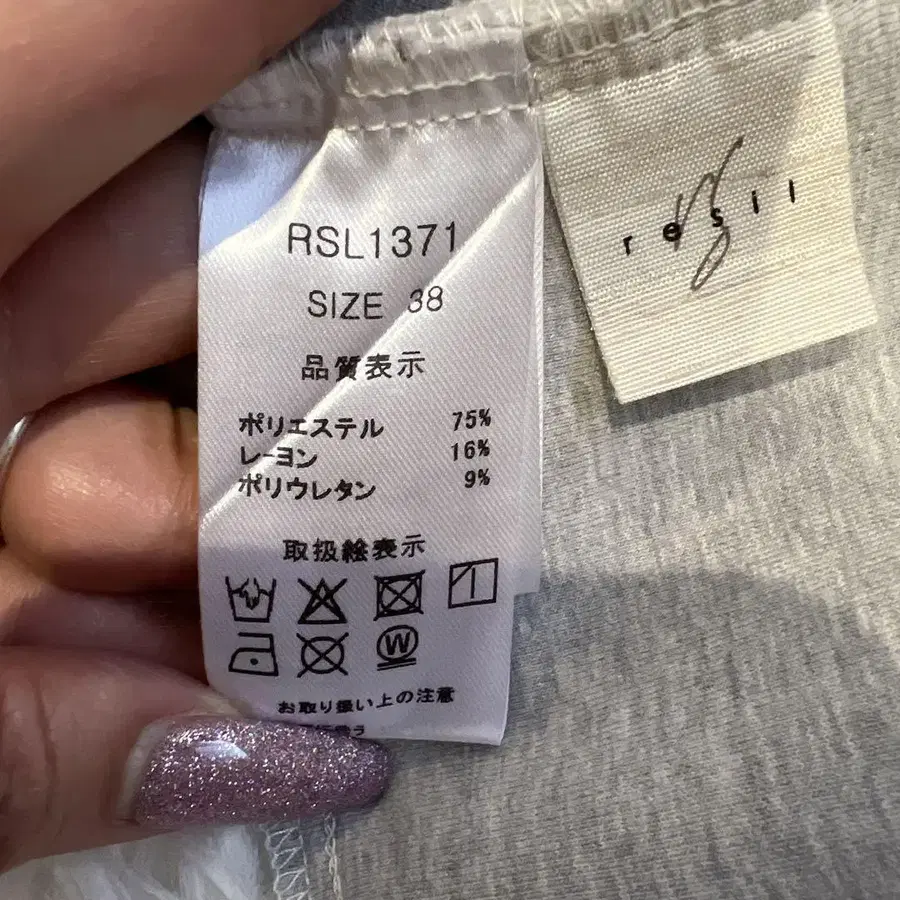 RSL1371
SIZE 38
品質表示
ポリエステル 75%
レーヨン 16%
ポリウレタン 9%
取扱絵表示
W
お取り扱い上の注意
resil